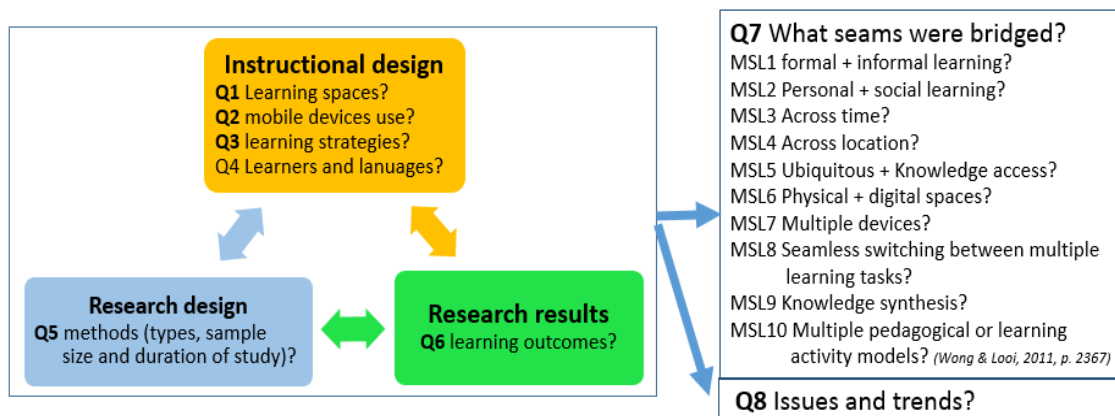 Instructional design
Q1 Learning spaces?
Q2 mobile devices use?
Q3 learning strategies?
Q4 Learners and lanuages?
Research design
Q5 methods (types, sample
size and duration of study)?
Research results
Q6 learning outcomes?
Q7 What seams were bridged?
MSL1 formal + informal learning?
MSL2 Personal + social learning?
MSL3 Across time?
MSL4 Across location?
MSL5 Ubiquitous + Knowledge access?
MSL6 Physical + digital spaces?
MSL7 Multiple devices?
MSL8 Seamless switching between multiple
learning tasks?
MSL9 Knowledge synthesis?
MSL10 Multiple pedagogical or learning
activity models? (Wong & Looi, 2011, p. 2367)
Q8 Issues and trends?